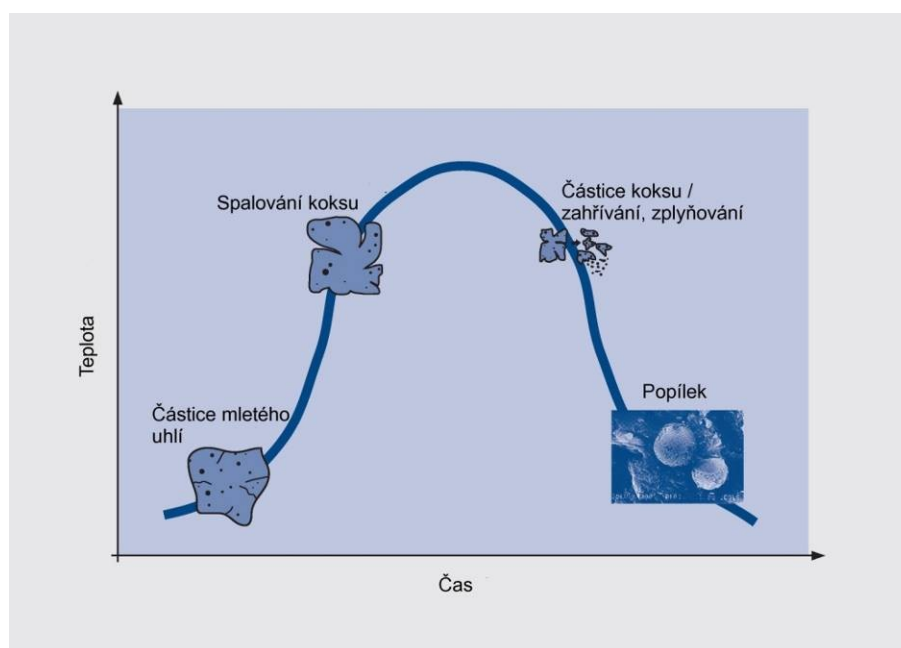 Spalování koksu
Částice koksu /
zahřívání, zplyňování
Teplota
Částice mletého
uhlí
Popílek
Čas